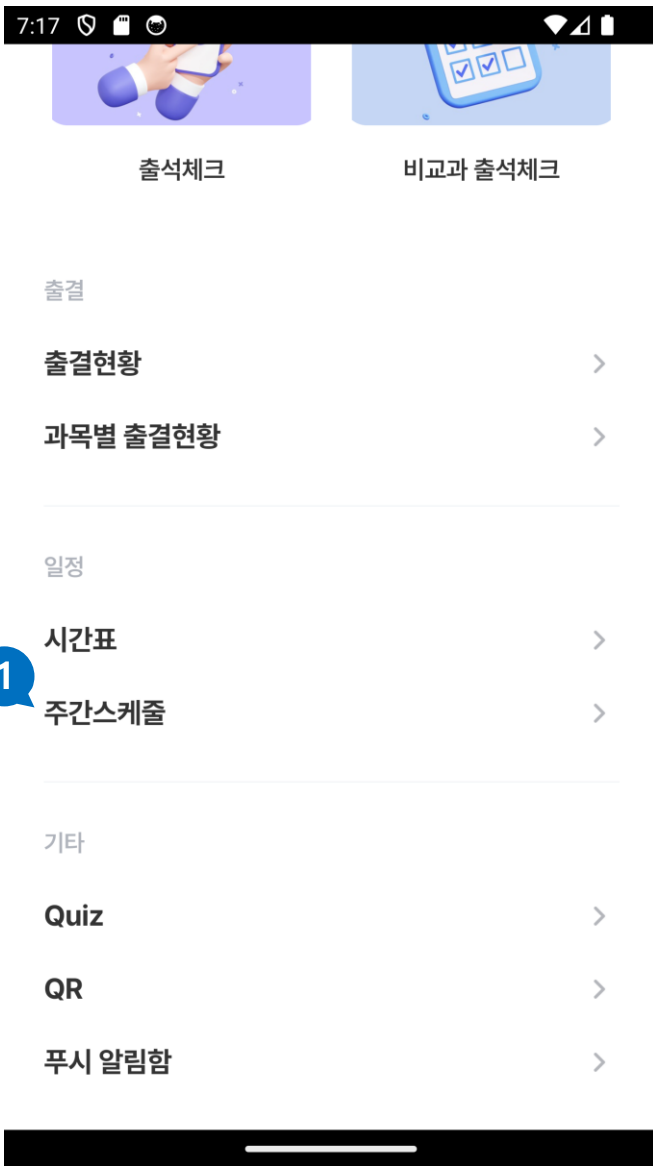 7:17
출석체크
비교과 출석체크
출결
출결현황
과목별 출결현황
일정
시간표
1
주간스케줄
기타
Quiz
QR
푸시 알림함